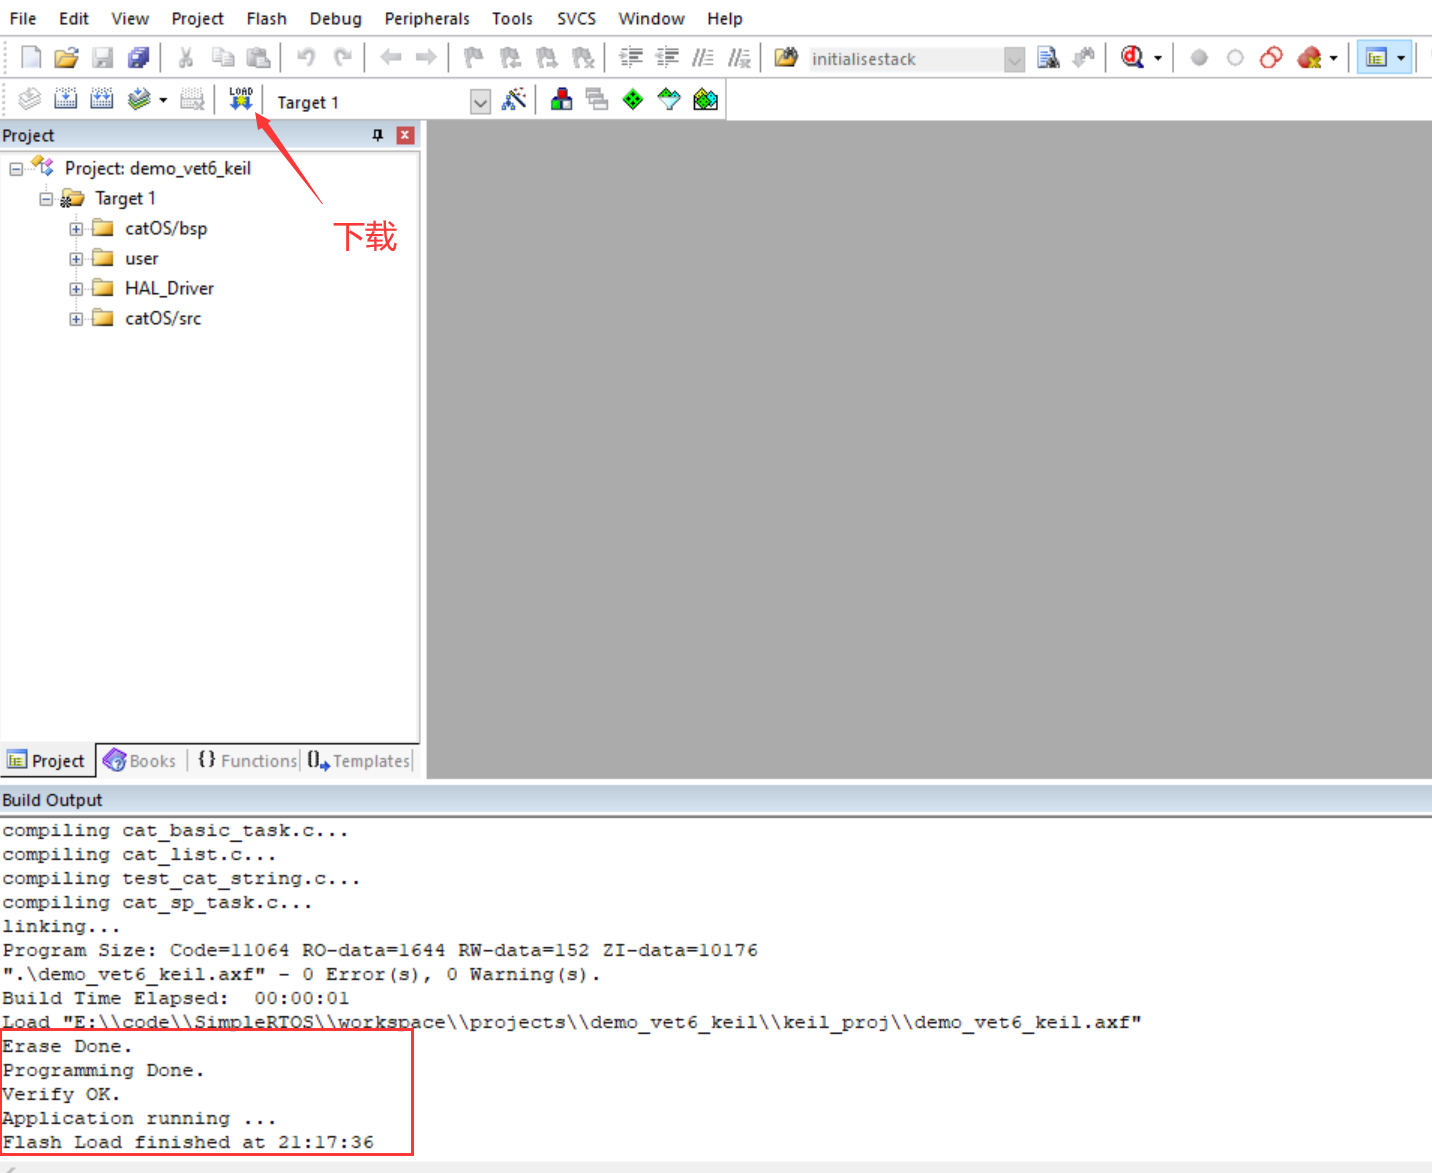 File Edit View Project Flash Debug Peripherals Tools SVCS Window Help
initialisestack
LOAD
Target 1
Project
Project: demo_vet6_keil
Target 1
catOS/bsp
下载
user
HAL_Driver
catOS/src
Project Books {} Functions Templates
Build Output
compiling cat_basic_task.c...
compiling cat_list.c...
compiling test_cat_string.c...
compiling cat_sp_task.c...
linking...
Program Size: Code=11064 RO-data=1644 RW-data=152 ZI-data=10176
".\demo_vet6_keil.axf" - 0 Error(s), 0 Warning(s).
Build Time Elapsed:  00:00:01
Load "E:\\code\\SimpleRTOS\\workspace\\projects\\demo_vet6_keil\\keil_proj\\demo_vet6_keil.axf"
Erase Done.
Programming Done.
Verify OK.
Application running ...
Flash Load finished at 21:17:36